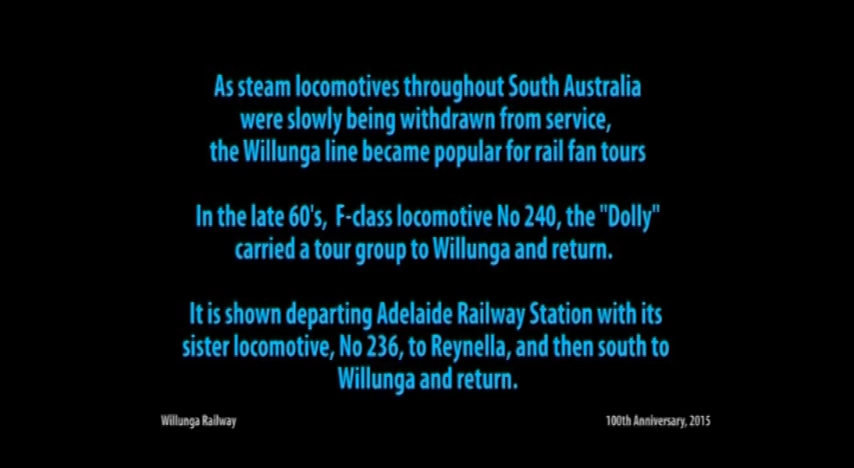 As steam locomotives throughout South Australia
were slowly being withdrawn from service,
the Willunga line became popular for rail fan tours
In the late 60's, F-class locomotive No 240, the "Dolly"
carried a tour group to Willunga and return.
It is shown departing Adelaide Railway Station with its
sister locomotive, No 236, to Reynella, and then south to
Willunga and return.
Willunga Railway
100th Anniversary, 2015